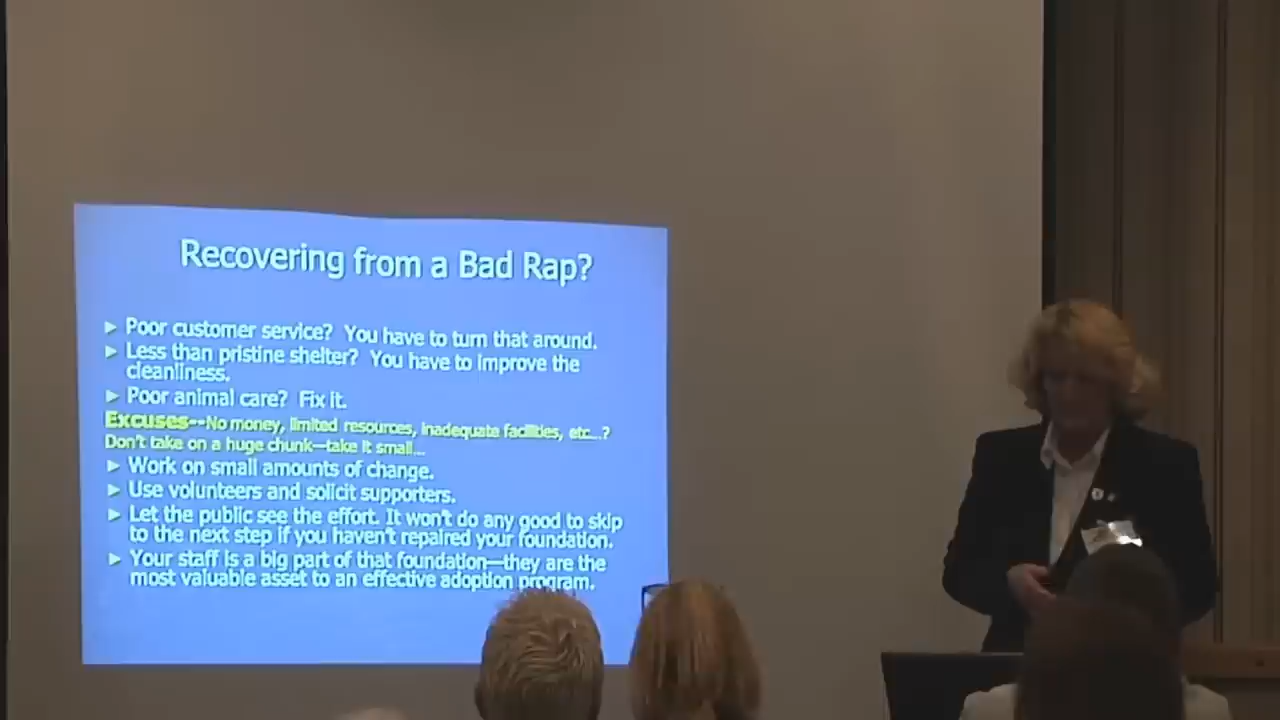 Recovering from a Bad Rap?
► Poor customer service? You have to turn that around.
► Less than pristine shelter? You have to improve the
cleanliness.
► Poor animal care? Fix it.
Excuses--No money, limited resources, inadequate facilities, etc...?
Don't take on a huge chunk—take it small...
► Work on small amounts of change.
► Use volunteers and solicit supporters.
► Let the public see the effort. It won't do any good to skip
to the next step if you haven't repaired your foundation.
► Your staff is a big part of that foundation—they are the
most valuable asset to an effective adoption program.